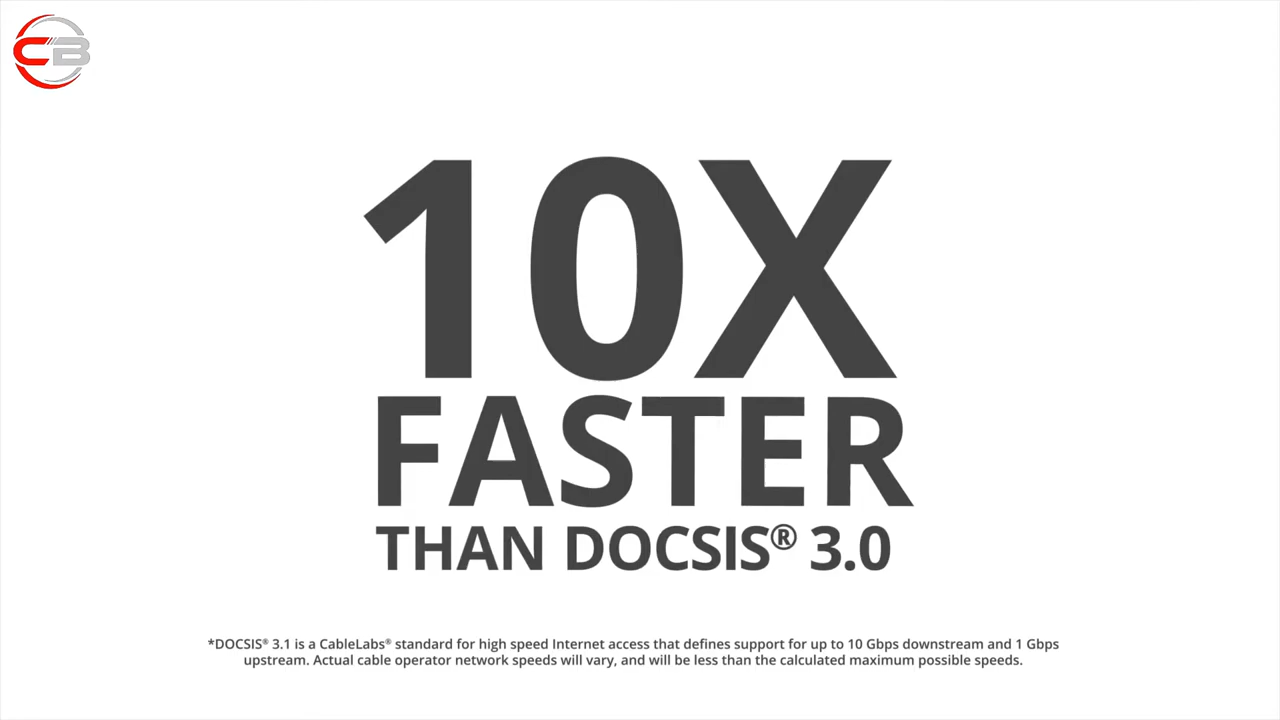 CB
10X
FASTER
THAN DOCSIS® 3.0
*DOCSIS® 3.1 is a CableLabs® standard for high speed Internet access that defines support for up to 10 Gbps downstream and 1 Gbps
upstream. Actual cable operator network speeds will vary, and will be less than the calculated maximum possible speeds.